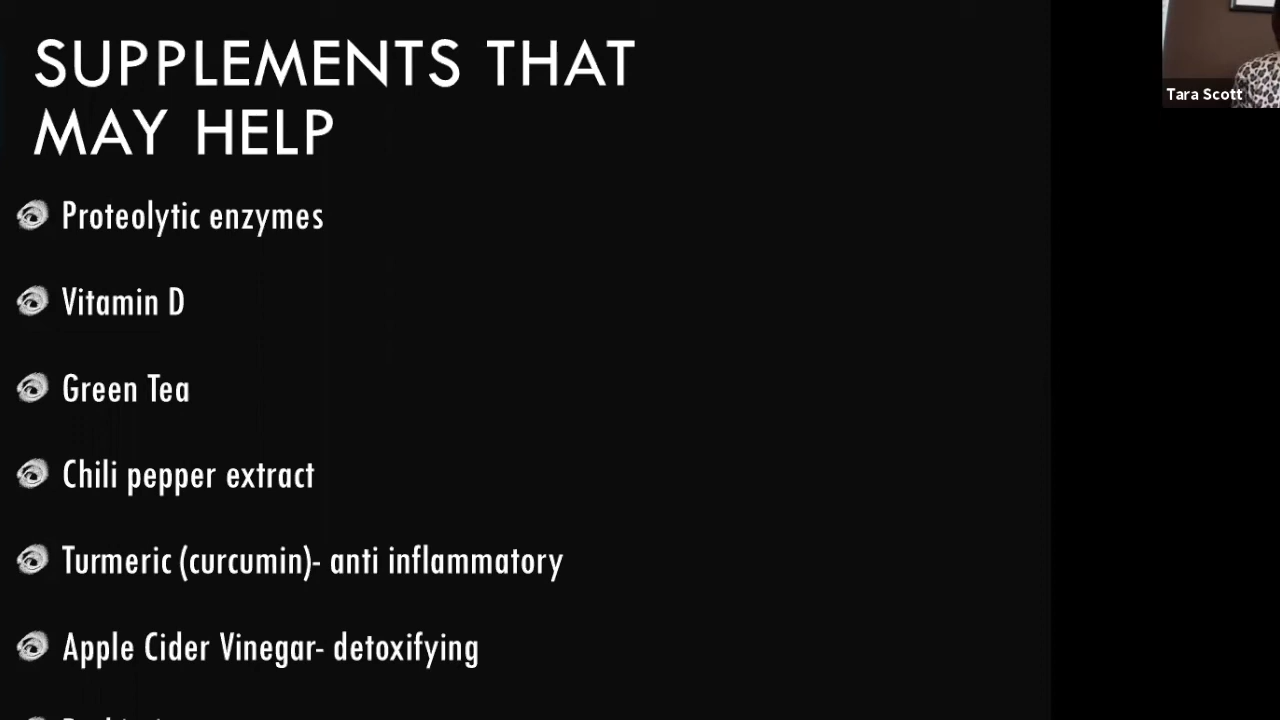 SUPPLEMENTS THAT
MAY HELP
Tara Scott
Proteolytic enzymes
Vitamin D
Green Tea
Chili pepper extract
Turmeric (curcumin)- anti inflammatory
Apple Cider Vinegar- detoxifying